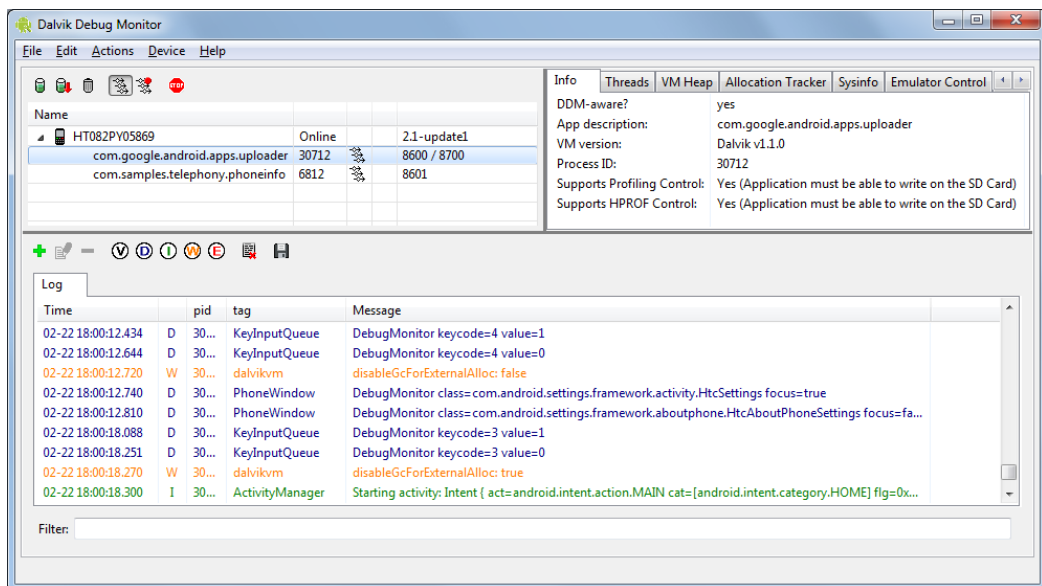 Dalvik Debug Monitor
File Edit Actions Device Help
STOP
Name
HT082PY05869 Online 2.1-update1
com.google.android.apps.uploader 30712 8600 / 8700
com.samples.telephony.phoneinfo 6812 8601
Info Threads VM Heap Allocation Tracker Sysinfo Emulator Control
DDM-aware? yes
App description: com.google.android.apps.uploader
VM version: Dalvik v1.1.0
Process ID: 30712
Supports Profiling Control: Yes (Application must be able to write on the SD Card)
Supports HPROF Control: Yes (Application must be able to write on the SD Card)
V D I W E
Log
Time pid tag Message
02-22 18:00:12.434 D 30... KeyInputQueue DebugMonitor keycode=4 value=1
02-22 18:00:12.644 D 30... KeyInputQueue DebugMonitor keycode=4 value=0
02-22 18:00:12.720 W 30... dalvikvm disableGcForExternalAlloc: false
02-22 18:00:12.740 D 30... PhoneWindow DebugMonitor class=com.android.settings.framework.activity.HtcSettings focus=true
02-22 18:00:12.810 D 30... PhoneWindow DebugMonitor class=com.android.settings.framework.aboutphone.HtcAboutPhoneSettings focus=fa...
02-22 18:00:18.088 D 30... KeyInputQueue DebugMonitor keycode=3 value=1
02-22 18:00:18.251 D 30... KeyInputQueue DebugMonitor keycode=3 value=0
02-22 18:00:18.270 W 30... dalvikvm disableGcForExternalAlloc: true
02-22 18:00:18.300 I 30... ActivityManager Starting activity: Intent { act=android.intent.action.MAIN cat=[android.intent.category.HOME] flg=0x...
Filter: